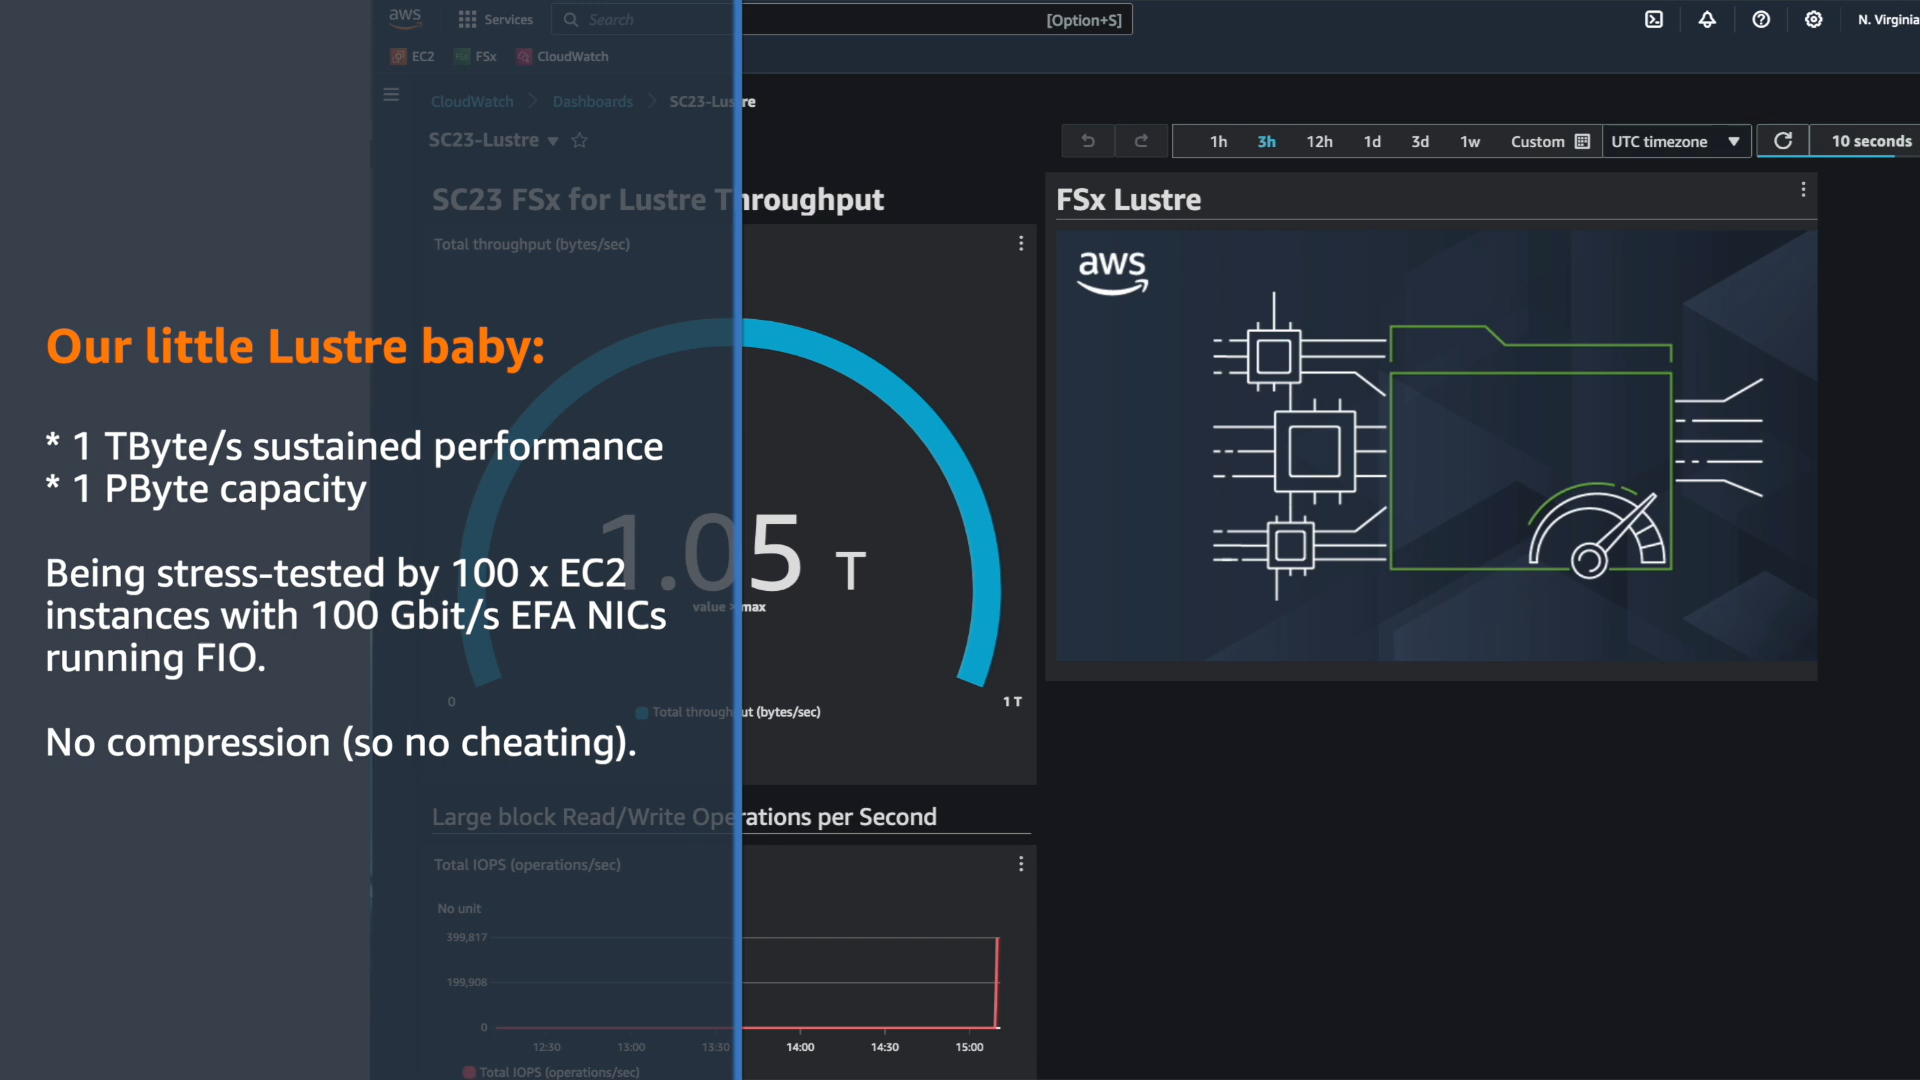 aws
Services
Search
[Option+S]
N. Virginia
EC2
FSx
CloudWatch
CloudWatch
Dashboards
SC23-Lustre
SC23-Lustre
1h
3h
12h
1d
3d
1w
Custom
UTC timezone
10 seconds
SC23 FSx for Lustre Throughput
FSx Lustre
Total throughput (bytes/sec)
aws
Our little Lustre baby:
* 1 TByte/s sustained performance
* 1 PByte capacity
Being stress-tested by 100 x EC2
instances with 100 Gbit/s EFA NICs
running FIO.
No compression (so no cheating).
1.05 T
value > max
0
1 T
Total throughput (bytes/sec)
Large block Read/Write Operations per Second
Total IOPS (operations/sec)
No unit
399,817
199,908
0
12:30
13:00
13:30
14:00
14:30
15:00
Total IOPS (operations/sec)